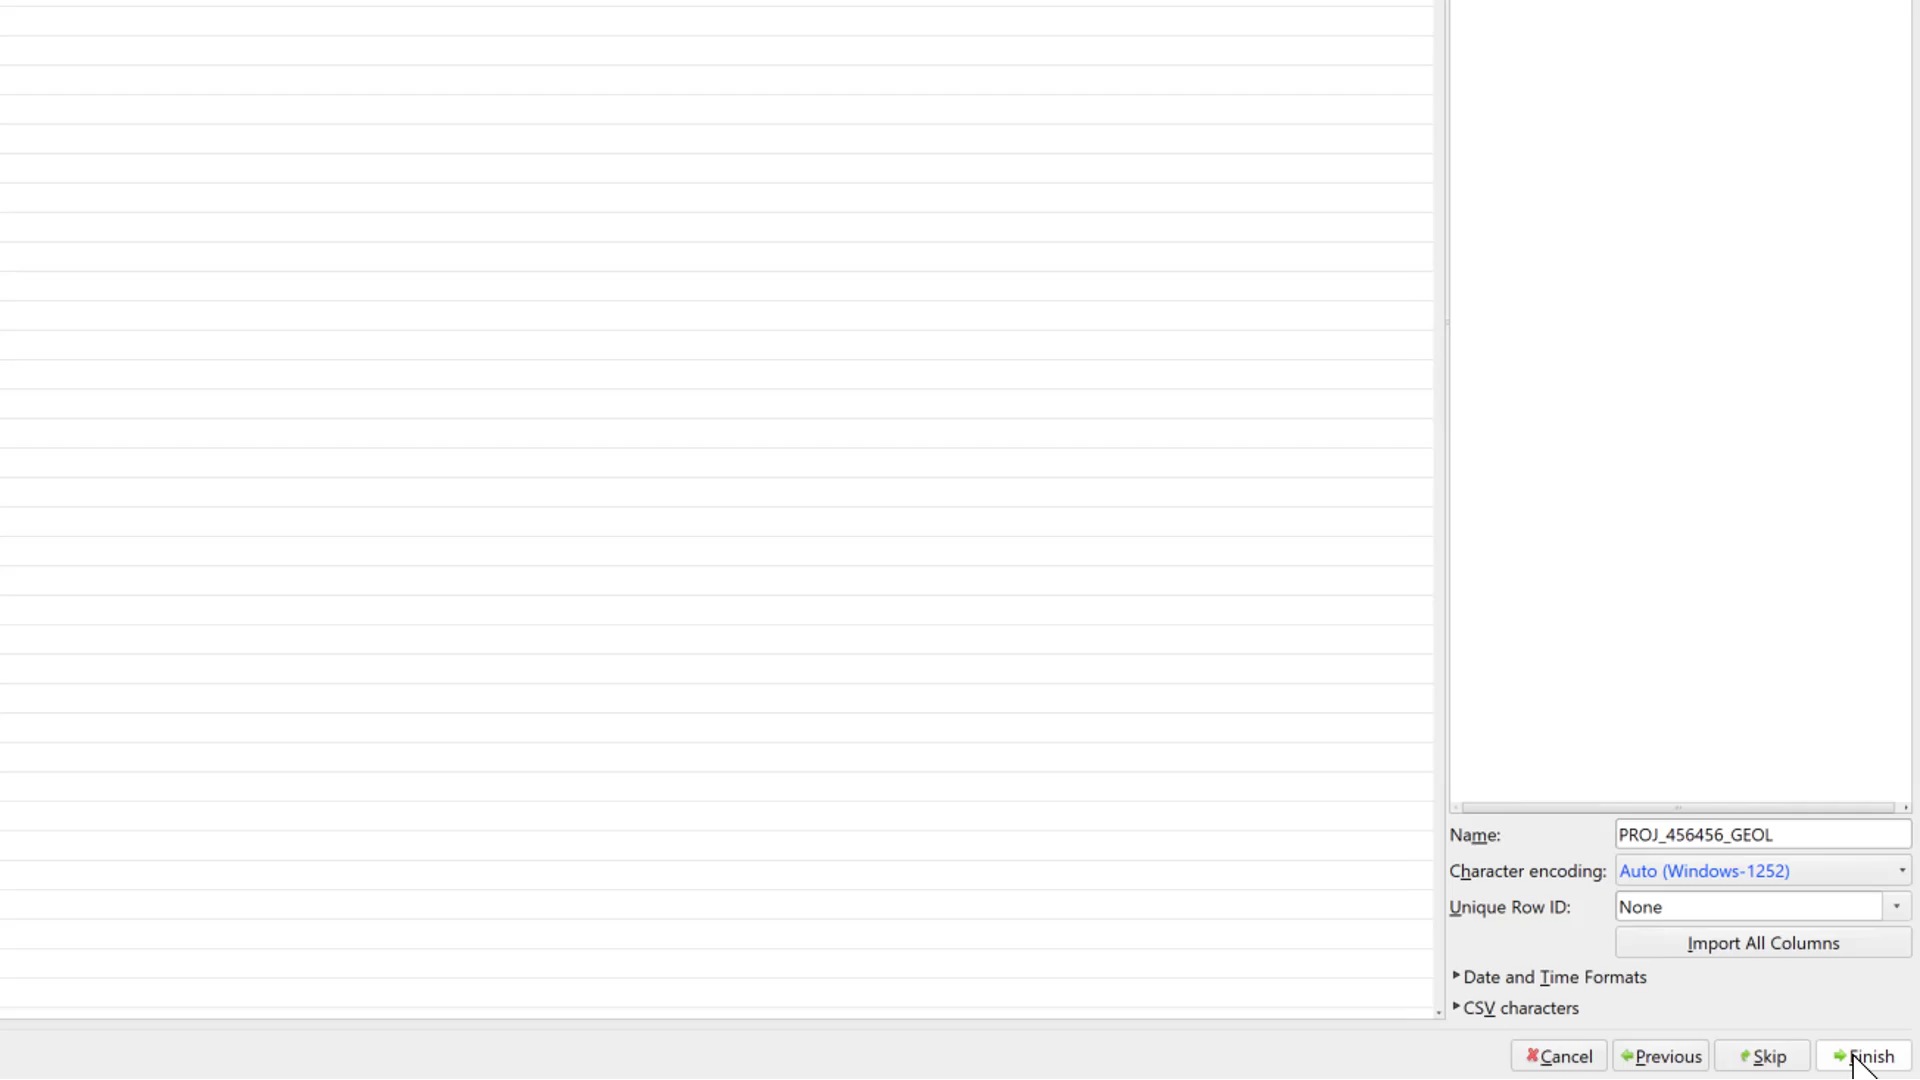 Name: PROJ_456456_GEOL
Character encoding: Auto (Windows-1252)
Unique Row ID: None
Import All Columns
Date and Time Formats
CSV characters
Cancel Previous Skip Finish